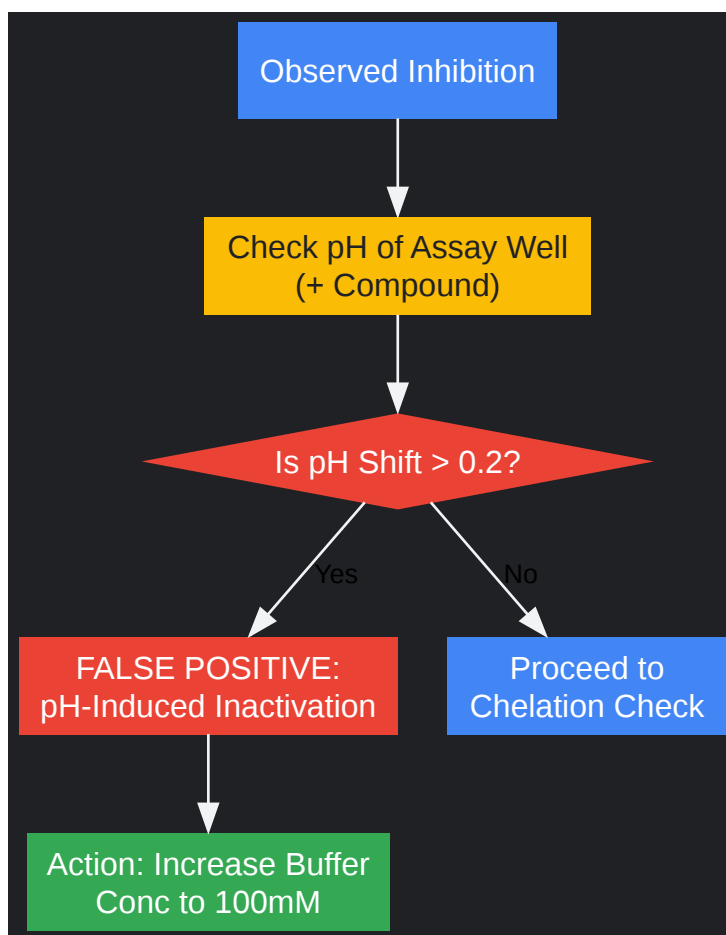 Observed Inhibition
Check pH of Assay Well
(+ Compound)
Is pH Shift > 0.2?
Yes
No
FALSE POSITIVE:
pH-Induced Inactivation
Proceed to
Chelation Check
Action: Increase Buffer
Conc to 100mM